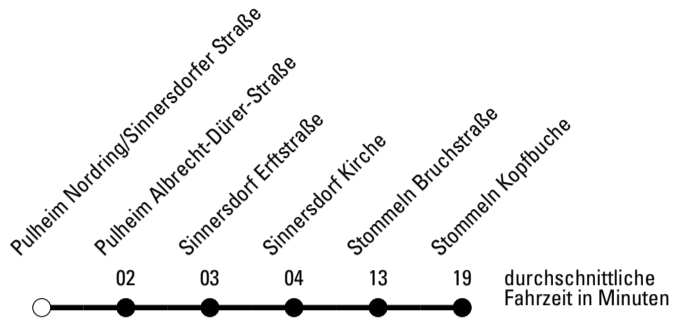 Pulheim Nordring/Sinnersdorfer Straße
Pulheim Albrecht-Dürer-Straße
Sinnersdorf Erftstraße
Sinnersdorf Kirche
Stommeln Bruchstraße
Stommeln Kopfbuche
02 03 04 13 19 durchschnittliche
Fahrzeit in Minuten